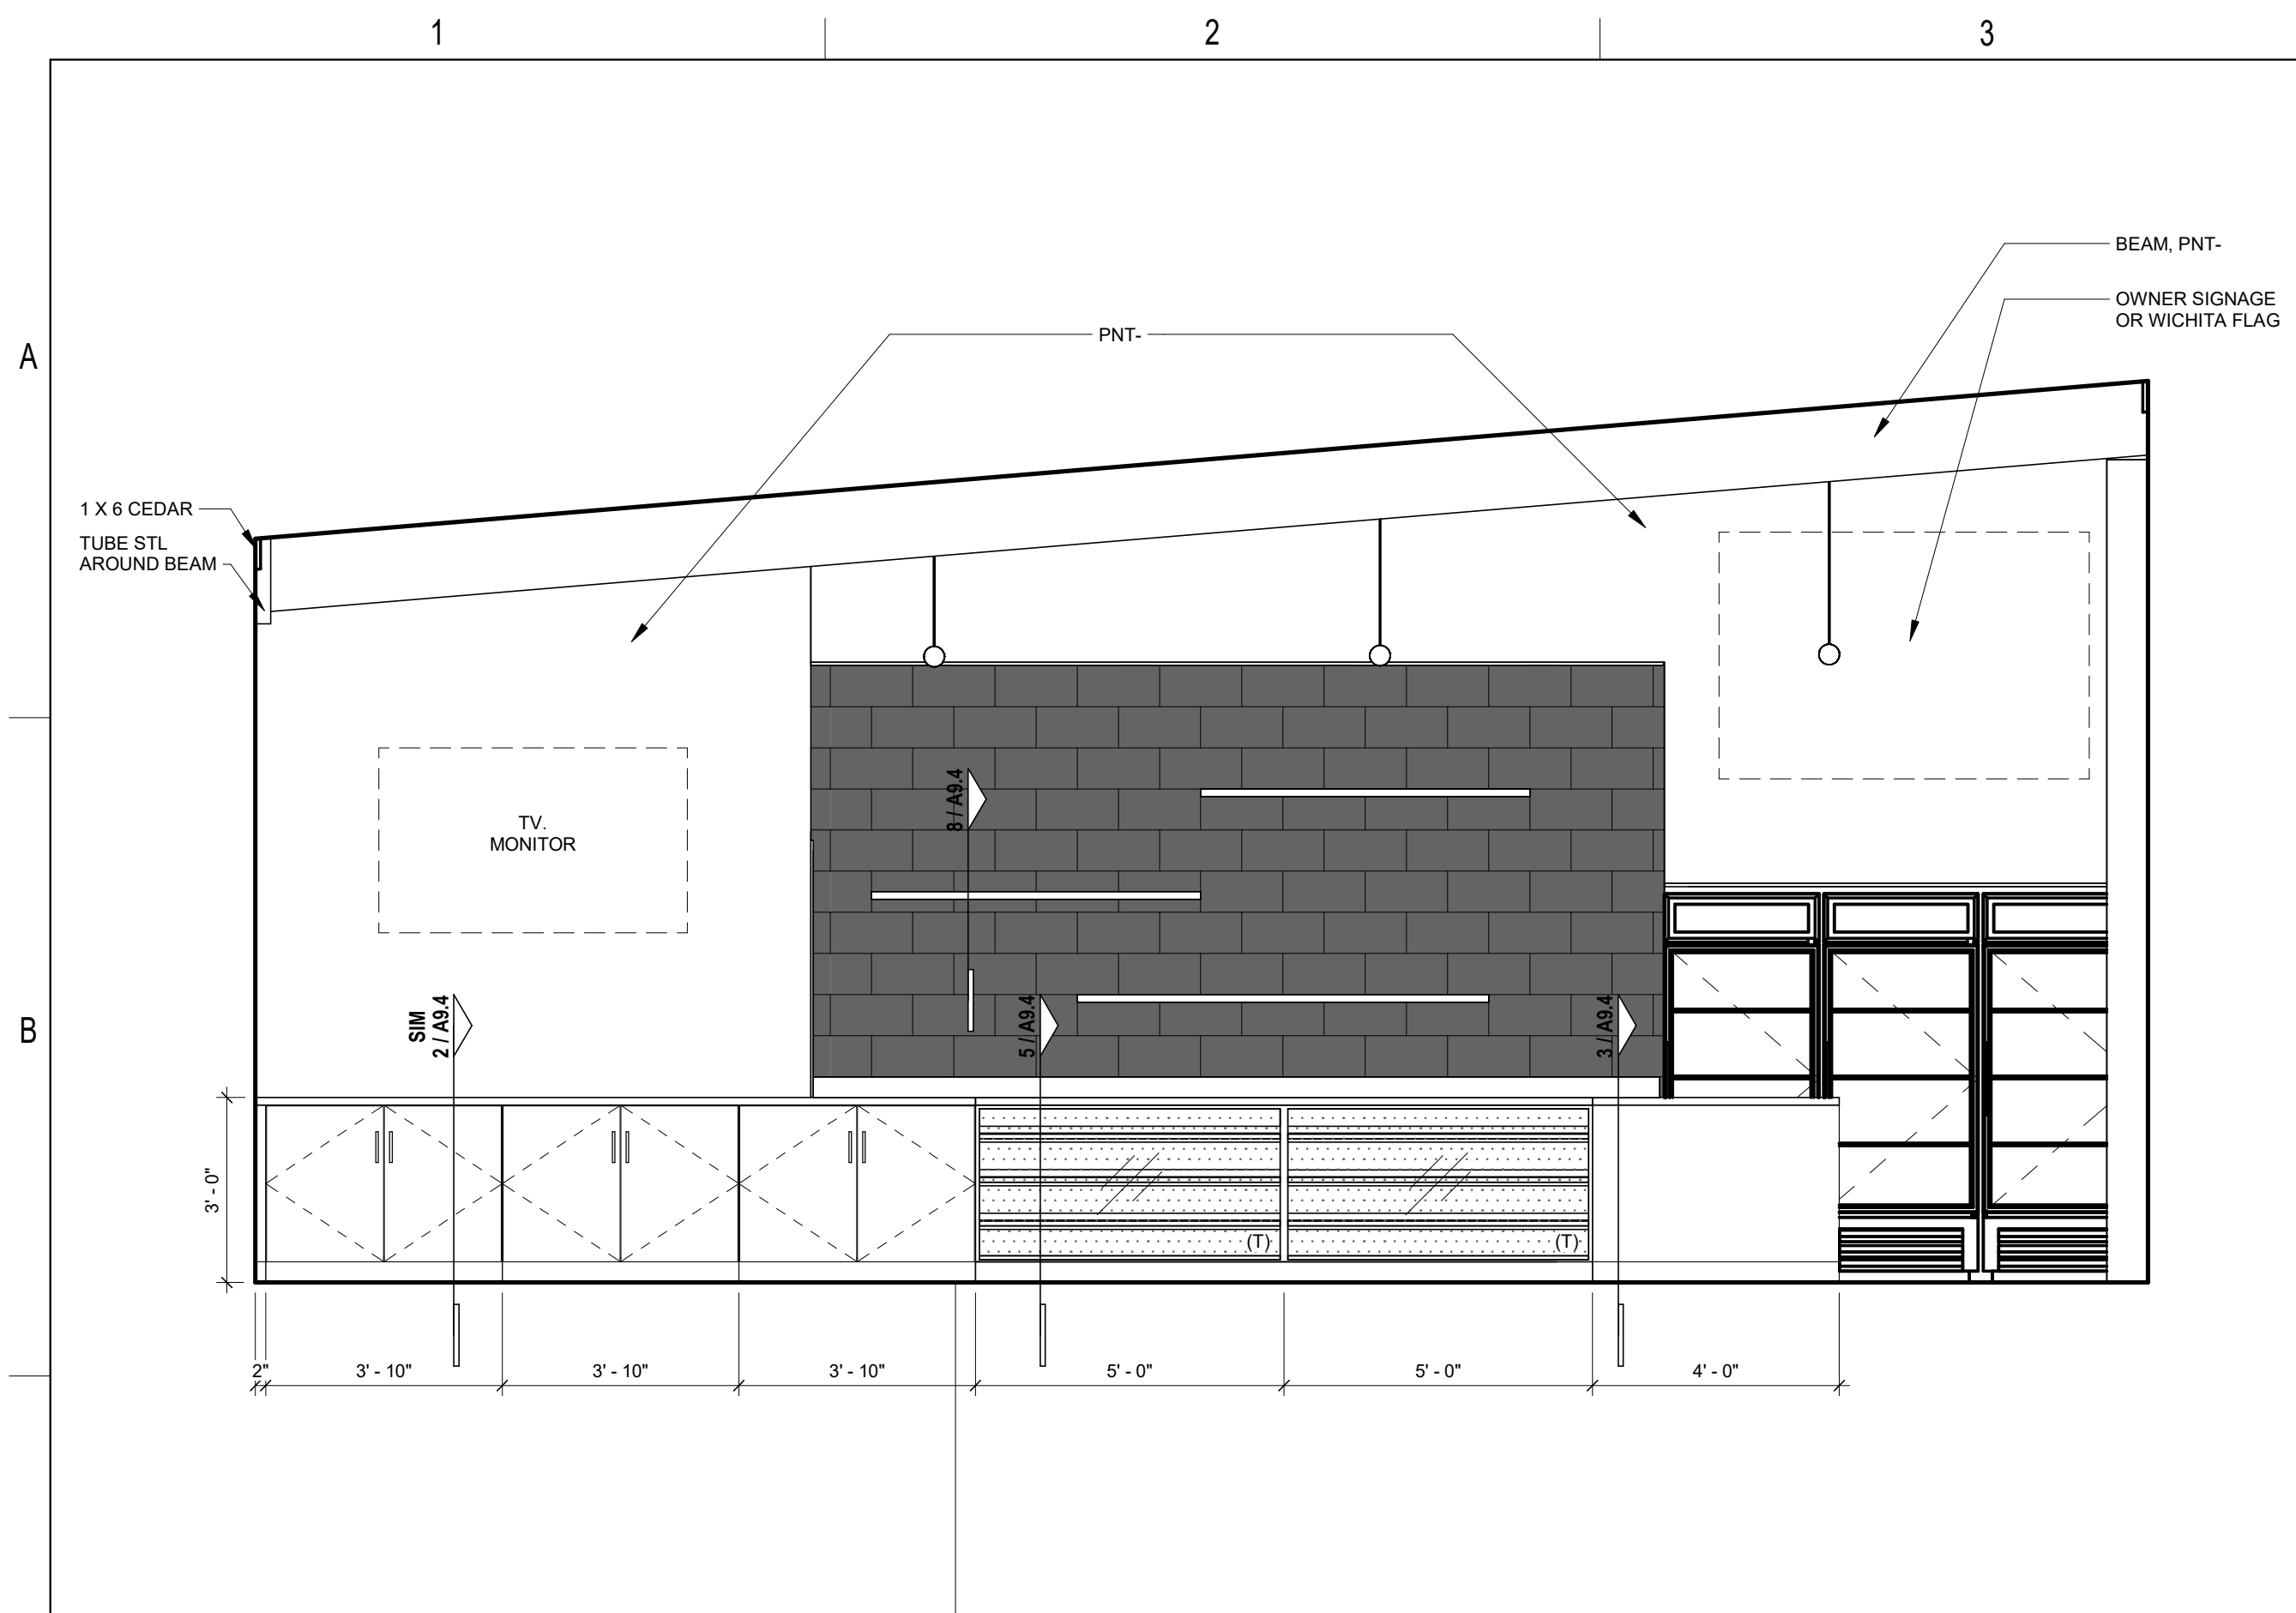 1
2
3
A
B
BEAM, PNT-
OWNER SIGNAGE
OR WICHITA FLAG
PNT-
1 X 6 CEDAR
TUBE STL
AROUND BEAM
TV.
MONITOR
8 / A9.4
SIM
2 / A9.4
5 / A9.4
3 / A9.4
3' - 0"
(T)
(T)
2"
3' - 10"
3' - 10"
3' - 10"
5' - 0"
5' - 0"
4' - 0"